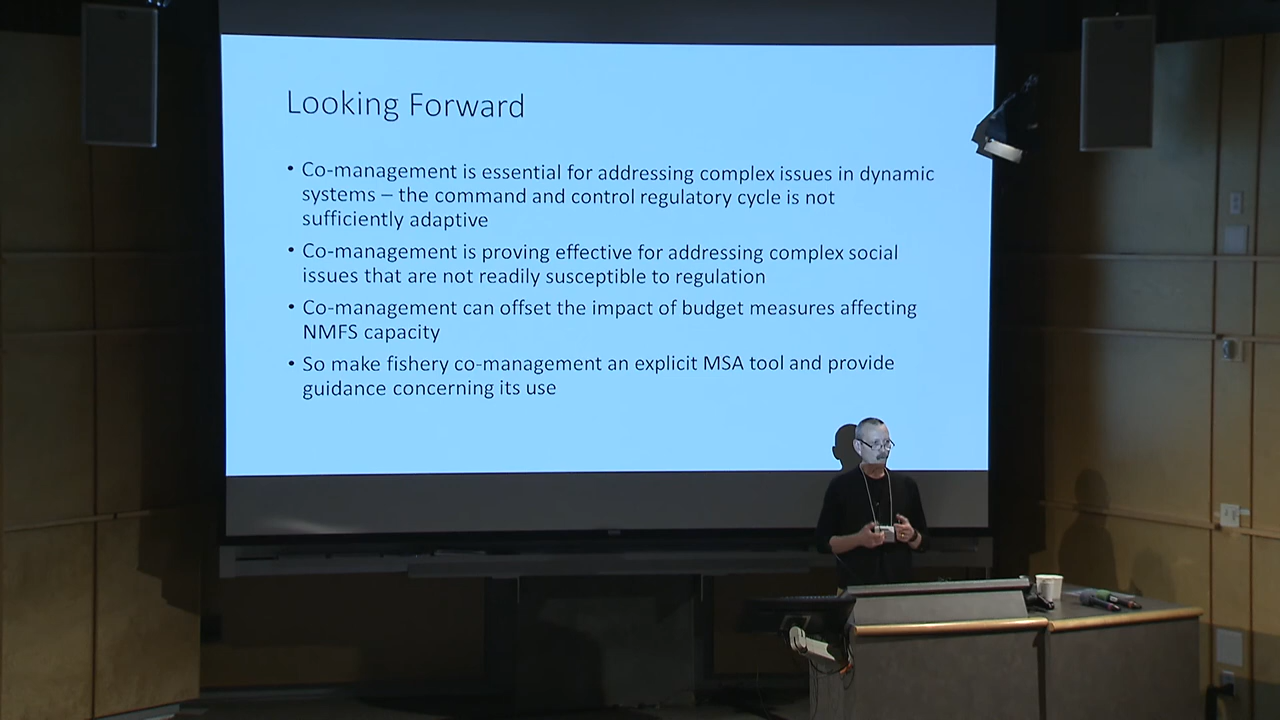 Looking Forward
• Co-management is essential for addressing complex issues in dynamic
systems – the command and control regulatory cycle is not
sufficiently adaptive
• Co-management is proving effective for addressing complex social
issues that are not readily susceptible to regulation
• Co-management can offset the impact of budget measures affecting
NMFS capacity
• So make fishery co-management an explicit MSA tool and provide
guidance concerning its use